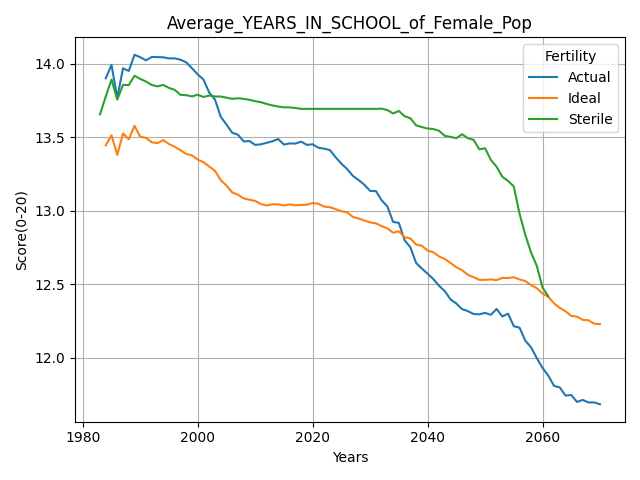 Average_YEARS_IN_SCHOOL_of_Female_Pop
Fertility
Actual
Ideal
Sterile
Score(0-20)
14.0
13.5
13.0
12.5
12.0
1980 2000 2020 2040 2060
Years